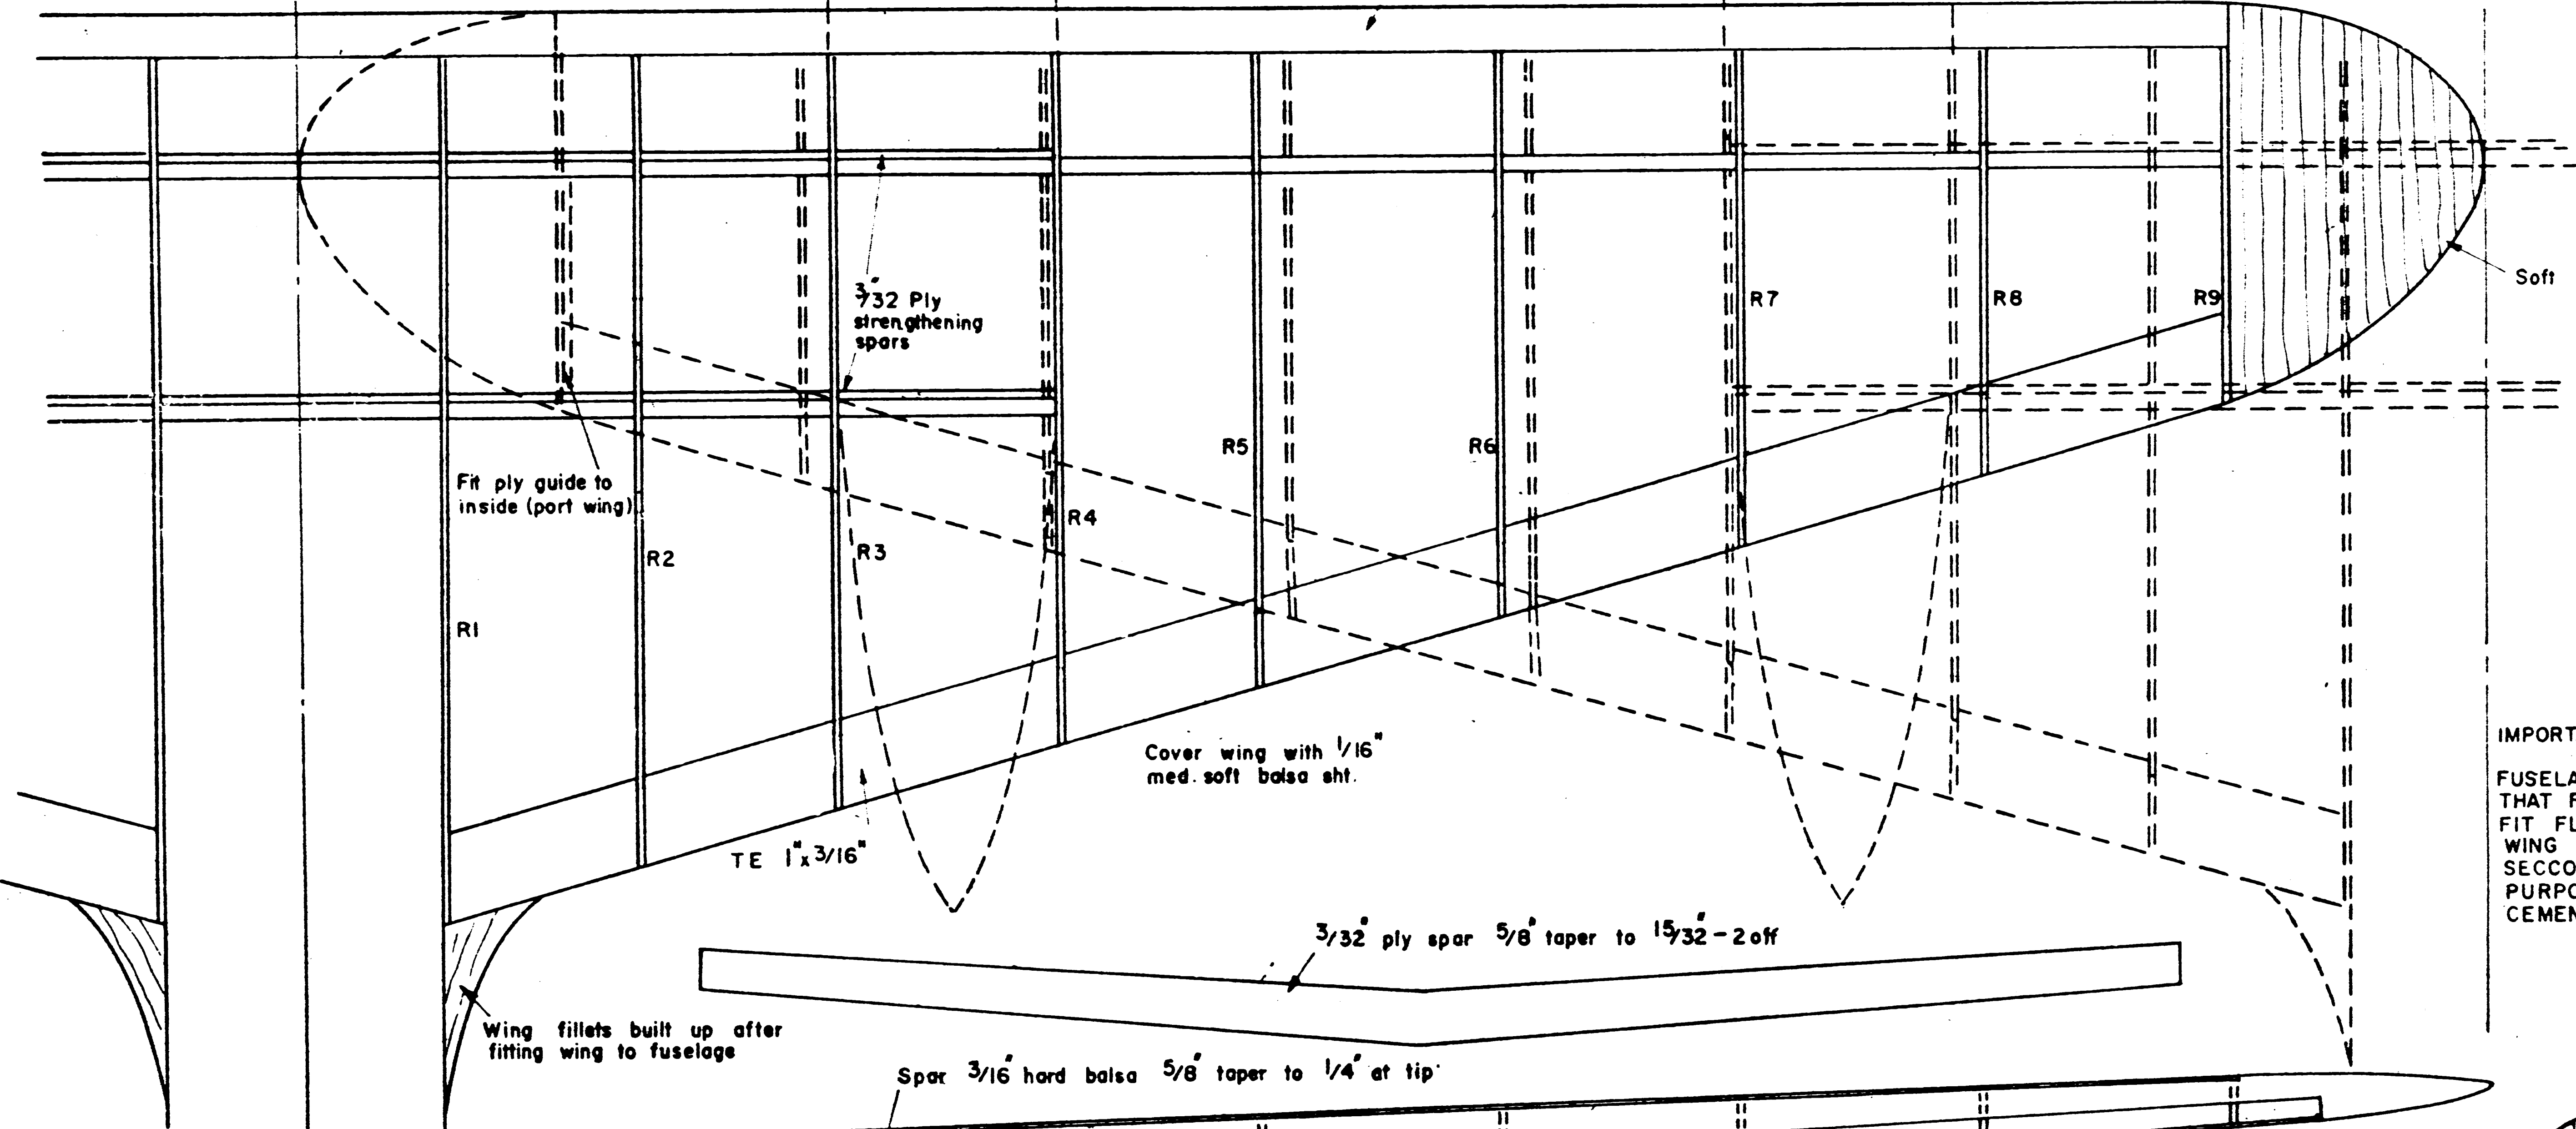 Soft
R7
R8
R9
3/32" Ply
strengthening
spars
R5
R6
Fit ply guide to
inside (port wing)
R4
R3
R2
R1
IMPORT
Cover wing with 1/16"
med. soft balsa sht.
FUSELA
THAT F
FIT FL
WING
SECCO
PURPO
CEMEN
TE 1"x 3/16"
3/32" ply spar 5/8" taper to 15/32" - 2 off
Wing fillets built up after
fitting wing to fuselage
Spar 3/16" hard balsa 5/8" taper to 1/4" at tip.